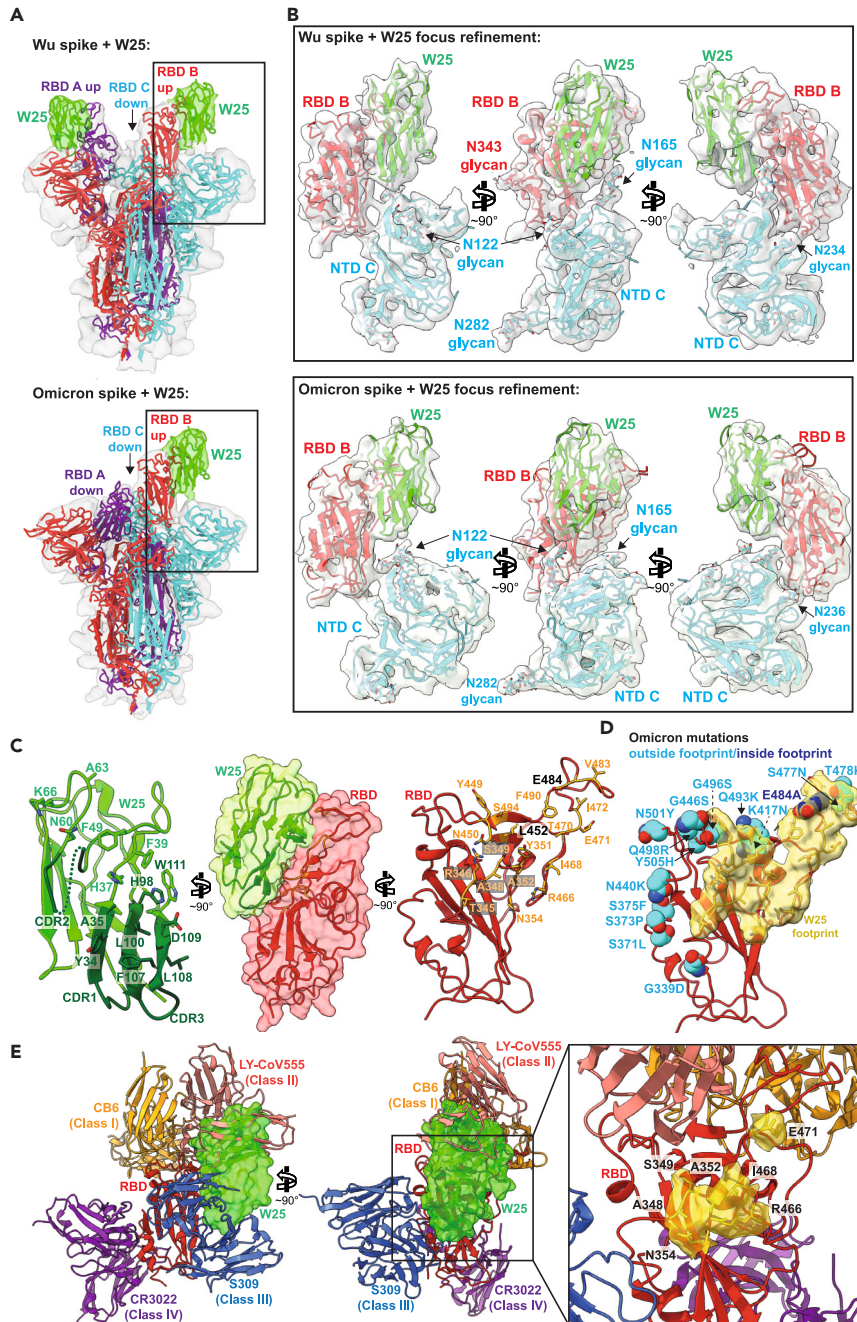 A
Wu spike + W25:
RBD A up
RBD C
down
RBD B
up
W25
W25
Omicron spike + W25:
RBD C
down
RBD B
up
W25
RBD A
down
B
Wu spike + W25 focus refinement:
W25
RBD B
NTD C
N282
glycan
~90°
N122
glycan
W25
RBD B
N343
glycan
N165
glycan
NTD C
~90°
W25
RBD B
N234
glycan
NTD C
Omicron spike + W25 focus refinement:
W25
RBD B
NTD C
N282
glycan
N122
glycan
~90°
W25
RBD B
N165
glycan
NTD C
~90°
W25
RBD B
N236
glycan
NTD C
C
A63
K66
W25
N60
F49
F39
W111
H37
H98
CDR2
A35
L100
D109
Y34
F107
L108
CDR1
CDR3
~90°
W25
RBD
~90°
RBD
V483
E484
Y449
F490
S494
I472
L452
T470
N450
E471
S349
Y351
R346
I468
A348
A352
R466
T345
N354
D
Omicron mutations
outside footprint/inside footprint
T478K
S477N
G496S
E484A
G446S
Q493K
N501Y
K417N
Q498R
Y505H
N440K
S375F
S373P
W25
footprint
S371L
G339D
E
LY-CoV555
(Class II)
CB6
(Class I)
RBD
W25
S309
(Class III)
CR3022
(Class IV)
~90°
LY-CoV555
(Class II)
CB6
(Class I)
RBD
W25
S309
(Class III)
CR3022
(Class IV)
E471
S349
A352
I468
RBD
A348
R466
N354